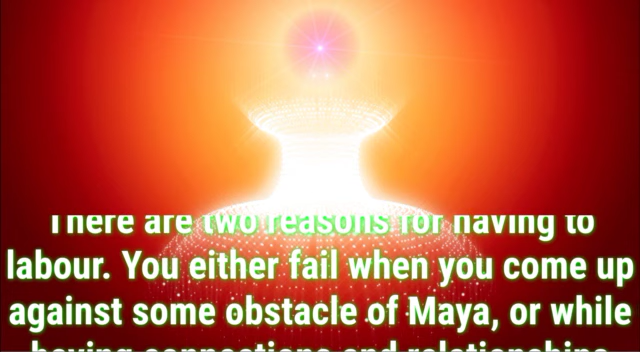 There are two reasons for having to
labour. You either fail when you come up
against some obstacle of Maya, or while
having connections and relationships